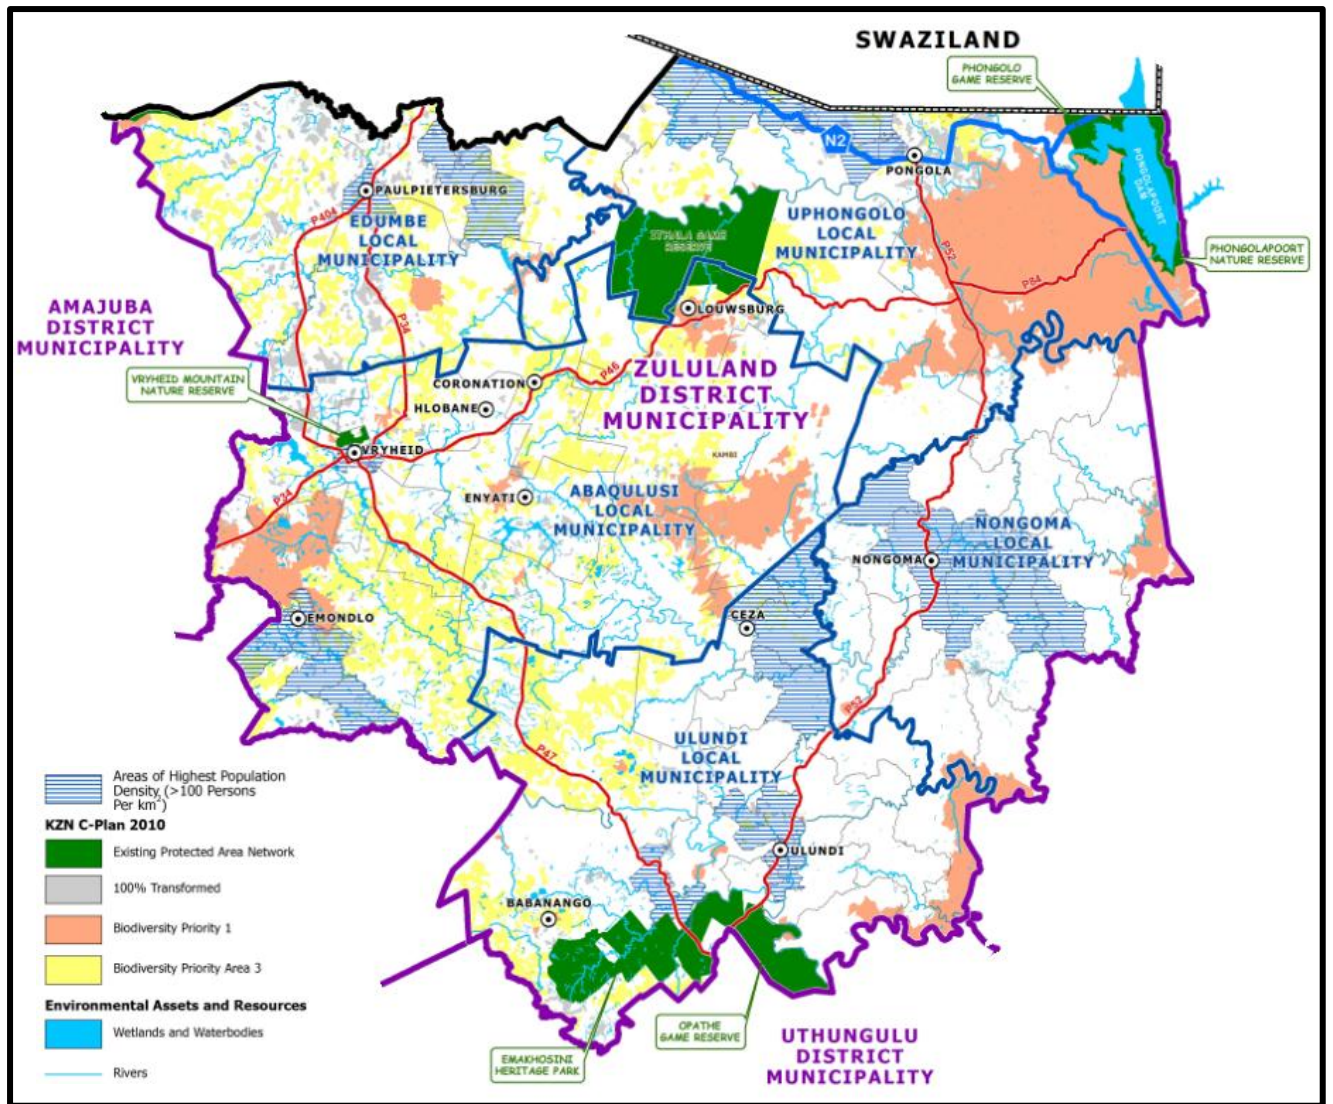 SWAZILAND
PHONGOLO
GAME RESERVE
N2
PONGOLA
PONGOLAPOORT
DAM
PAULPIETERSBURG
P404
EDUMBE
LOCAL
MUNICIPALITY
ITHALA GAME
RESERVE
UPHONGOLO
LOCAL
MUNICIPALITY
P52
P84
PHONGOLAPOORT
NATURE RESERVE
AMAJUBA
DISTRICT
MUNICIPALITY
P34
LOUWSBURG
VRYHEID MOUNTAIN
NATURE RESERVE
CORONATION
P46
HLOBANE
ZULULAND
DISTRICT
MUNICIPALITY
VRYHEID
KAMBI
P34
ENYATI
ABAQULUSI
LOCAL
MUNICIPALITY
NONGOMA
LOCAL
MUNICIPALITY
NONGOMA
EMONDLO
CEZA
P52
ULUNDI
LOCAL
MUNICIPALITY
P47
ULUNDI
BABANANGO
OPATHE
GAME RESERVE
EMAKHOSINI
HERITAGE PARK
UTHUNGULU
DISTRICT
MUNICIPALITY
Areas of Highest Population
Density (>100 Persons
Per km²)
KZN C-Plan 2010
Existing Protected Area Network
100% Transformed
Biodiversity Priority 1
Biodiversity Priority Area 3
Environmental Assets and Resources
Wetlands and Waterbodies
Rivers